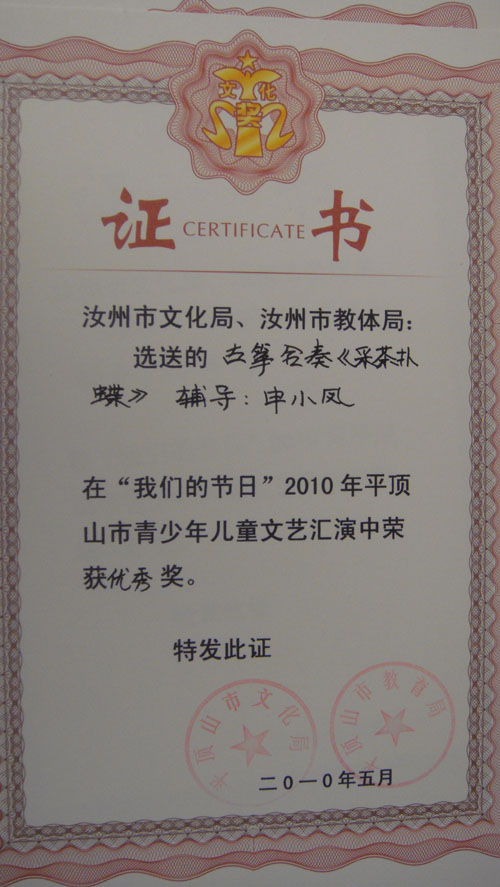 文化
奖
证 CERTIFICATE 书
汝州市文化局、汝州市教体局：
选送的 古筝合奏《采茶扑
蝶》 辅导：申小凤
在“我们的节日”2010年平顶
山市青少年儿童文艺汇演中荣
获优秀奖。
特发此证
平顶山市文化局
平顶山市教育局
二0一0年五月